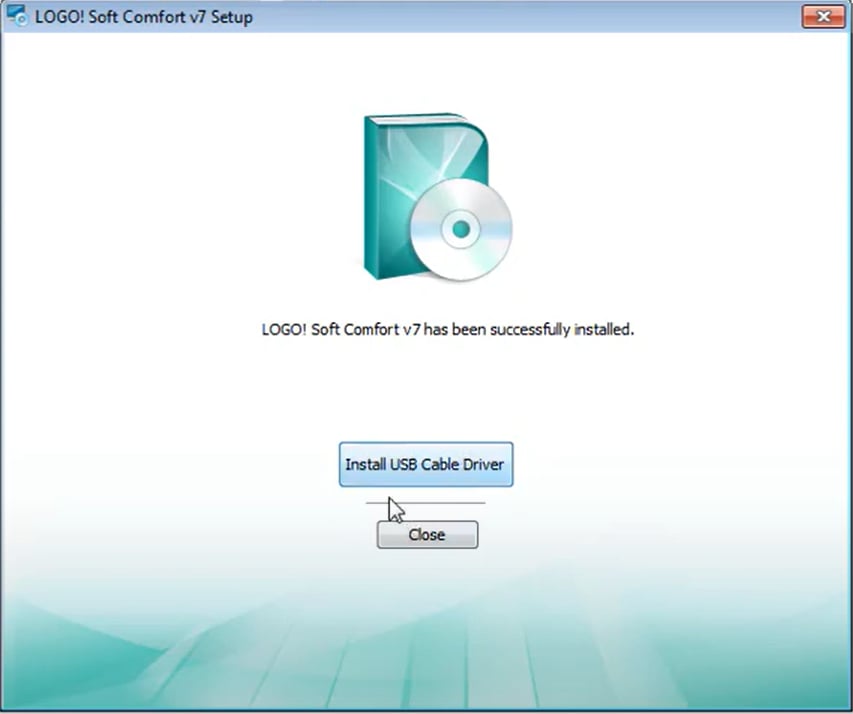 LOGO! Soft Comfort v7 Setup
LOGO! Soft Comfort v7 has been successfully installed.
Install USB Cable Driver
Close